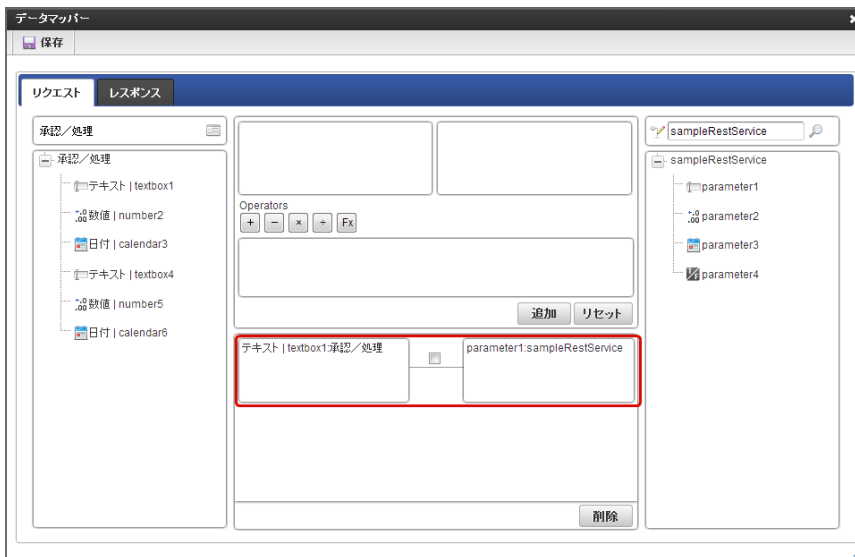 データマッパー
保存
リクエスト レスポンス
承認／処理
承認／処理
テキスト | textbox1
数値 | number2
日付 | calendar3
テキスト | textbox4
数値 | number5
日付 | calendar6
Operators
+ − × ÷ Fx
追加 リセット
テキスト | textbox1:承認／処理
parameter1:sampleRestService
削除
sampleRestService
sampleRestService
parameter1
parameter2
parameter3
parameter4